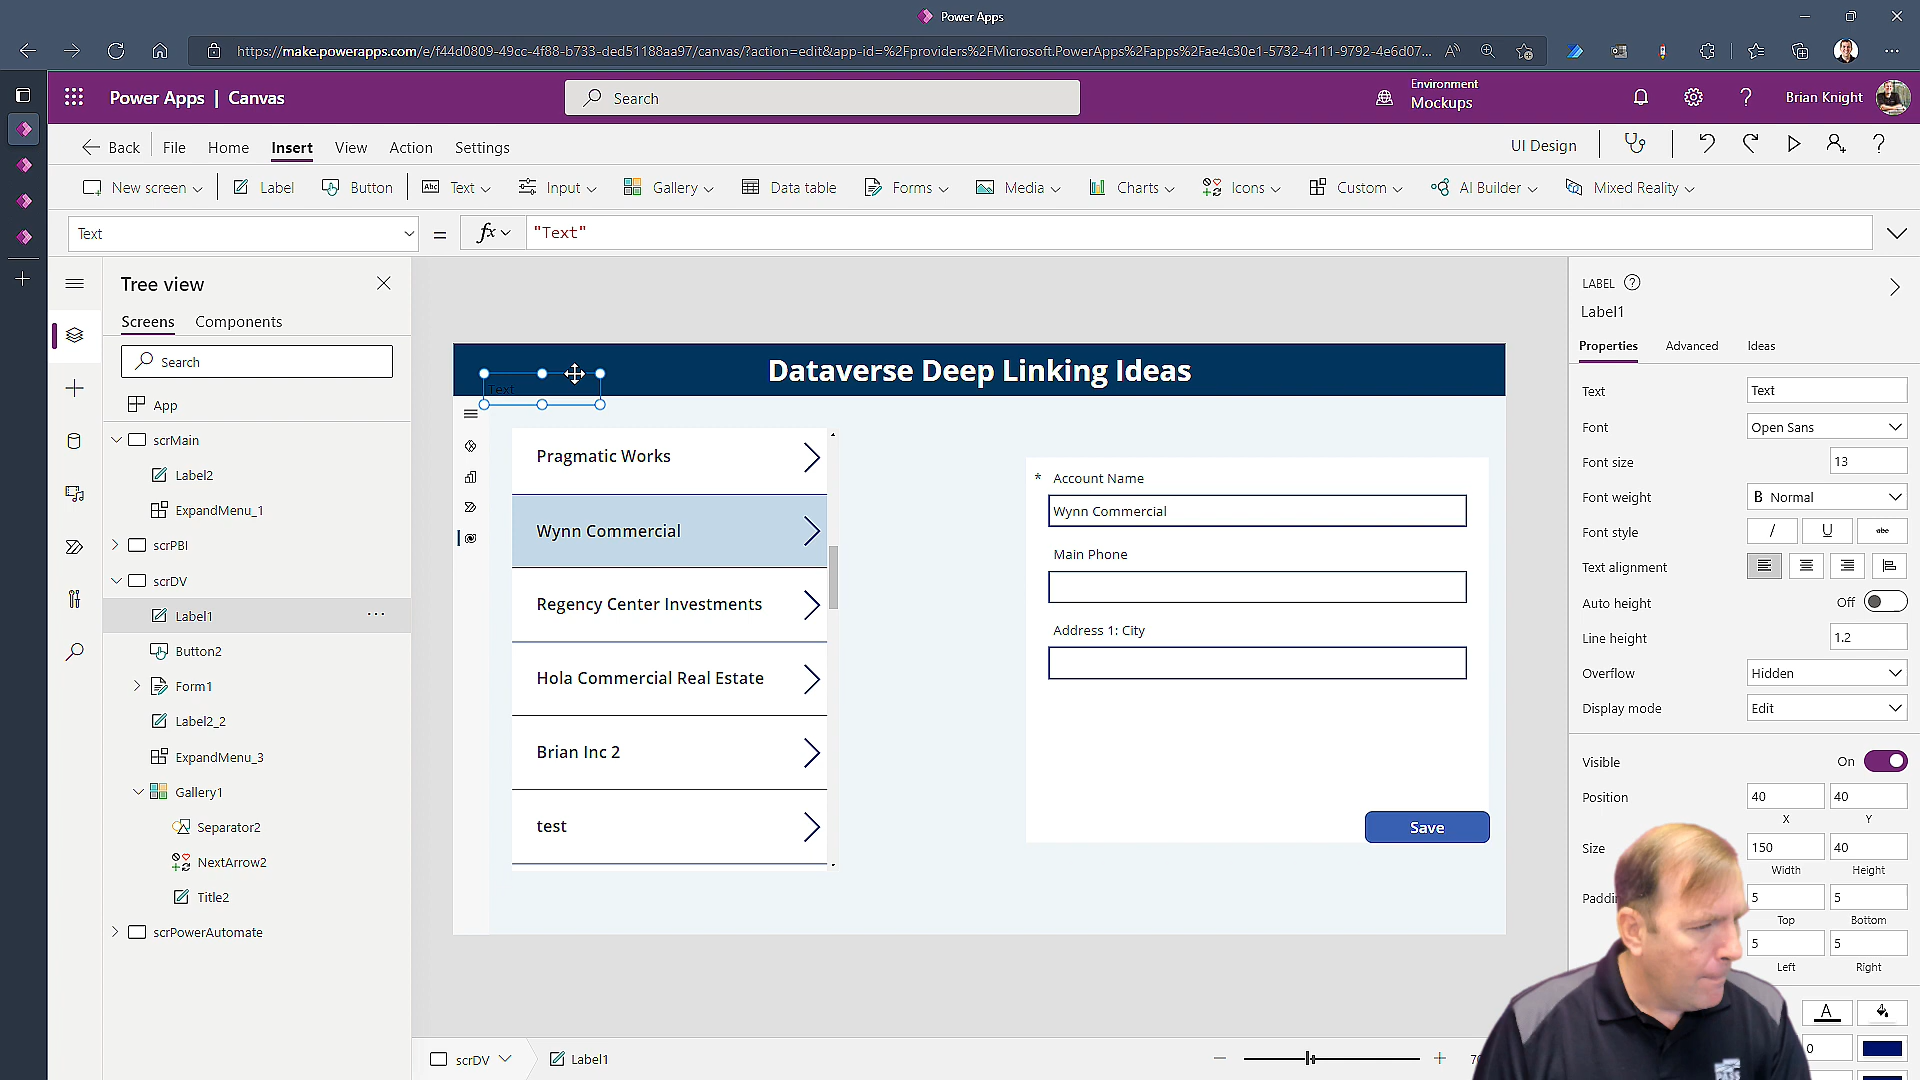 Power Apps
https://make.powerapps.com/e/f44d0809-49cc-4f88-b733-ded51188aa97/canvas/?action=edit&app-id=%2Fproviders%2FMicrosoft.PowerApps%2Fapps%2Fae4c30e1-5732-4111-9792-4e6d07...
Power Apps | Canvas
Search
Environment
Mockups
Brian Knight
Back
File
Home
Insert
View
Action
Settings
UI Design
New screen
Label
Button
Abc Text
Input
Gallery
Data table
Forms
Media
Charts
Icons
Custom
AI Builder
Mixed Reality
Text
=
fx
"Text"
Tree view
Screens
Components
Search
App
scrMain
Label2
ExpandMenu_1
scrPBI
scrDV
Label1
Button2
Form1
Label2_2
ExpandMenu_3
Gallery1
Separator2
NextArrow2
Title2
scrPowerAutomate
Dataverse Deep Linking Ideas
Text
Pragmatic Works
Wynn Commercial
Regency Center Investments
Hola Commercial Real Estate
Brian Inc 2
test
* Account Name
Wynn Commercial
Main Phone
Address 1: City
Save
LABEL
Label1
Properties
Advanced
Ideas
Text
Text
Font
Open Sans
Font size
13
Font weight
B Normal
Font style
/ U abc
Text alignment
Auto height
Off
Line height
1.2
Overflow
Hidden
Display mode
Edit
Visible
On
Position
40
40
X
Y
Size
150
40
Width
Height
5
5
Top
Bottom
5
5
Left
Right
A
0
scrDV
Label1